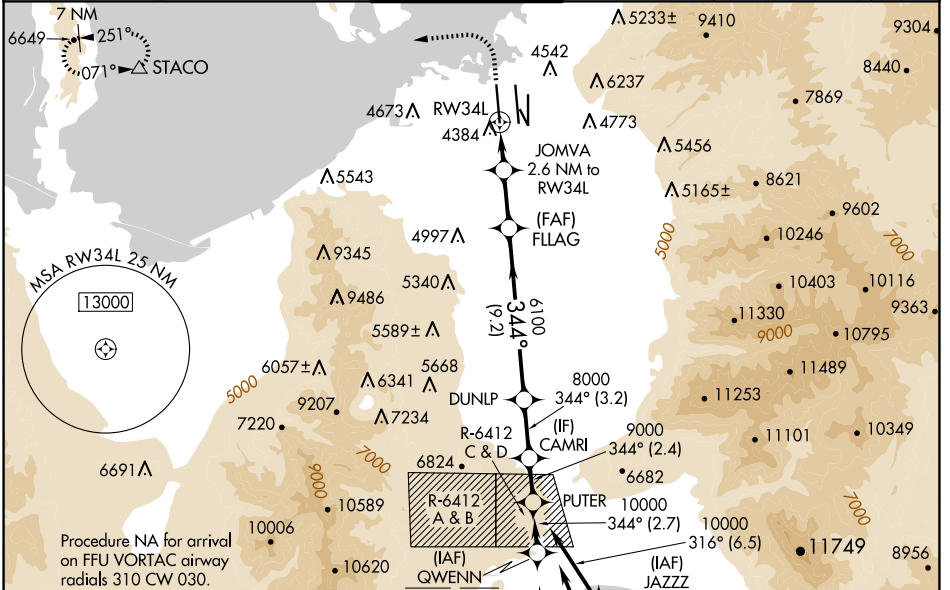 7 NM
6649
251°
071°
STACO
5233±
9410
9304
4542
6237
8440
7869
4673
RW34L
4384
4773
JOMVA
2.6 NM to
RW34L
5456
5543
5165±
8621
(FAF)
FLLAG
9602
4997
5000
10246
7000
9345
MSA RW34L 25 NM
13000
5340
9486
6100
344°
(9.2)
10403
10116
11330
9363
9000
10795
5589±
6057±
5668
6341
11489
8000
344° (3.2)
5000
DUNLP
11253
9207
7234
7220
(IF)
CAMRI
9000
344° (2.4)
R-6412
C & D
11101
10349
7000
6824
6691
9000
6682
R-6412
A & B
PUTER
10000
344° (2.7)
7000
10589
10006
10000
316° (6.5)
11749
Procedure NA for arrival
on FFU VORTAC airway
radials 310 CW 030.
10620
(IAF)
QWENN
(IAF)
JAZZZ
8956